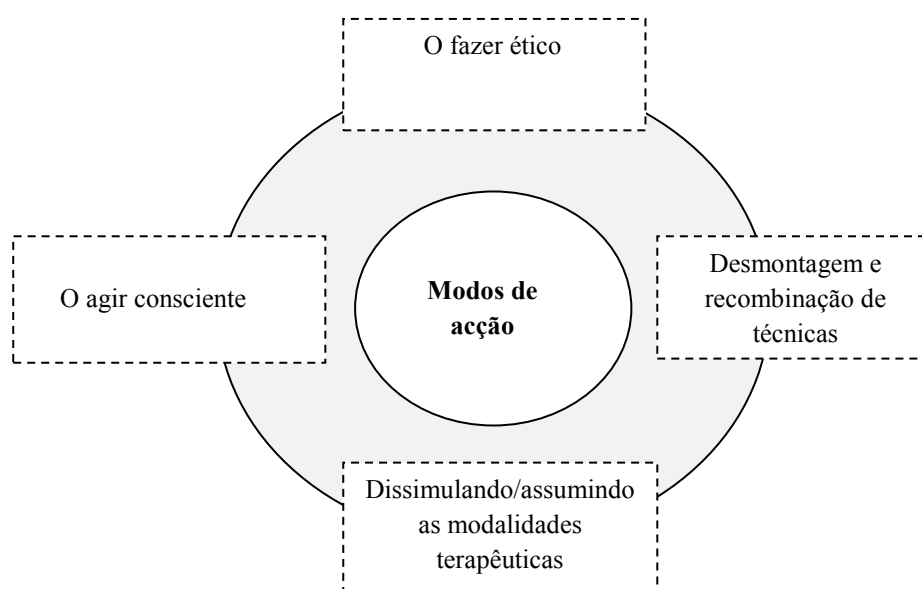 O fazer ético
O agir consciente
Modos de
acção
Desmontagem e
recombinação de
técnicas
Dissimulando/assumindo
as modalidades
terapêuticas